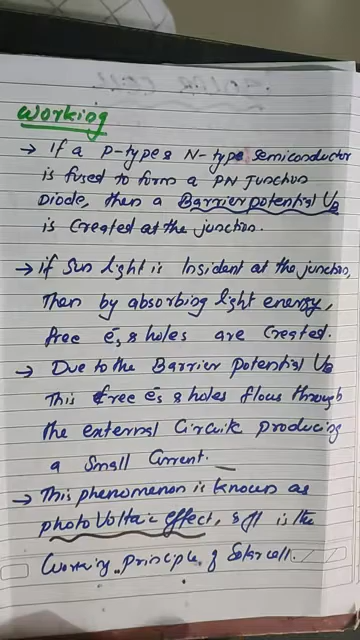 Working
→ If a P-type & N-type Semiconductor
is fused to form a PN Junction
Diode, then a Barrier potential UB
is Created at the junction.
→ if Sun light is Insident at the junction,
Then by absorbing light energy,
free e̅s & holes are Created.
→ Due to the Barrier Potential UB
This free e̅s & holes flows through
the external Circuit producing
a Small Current.
→ This phenomenon is known as
photo Voltaic effect, & It is the
Working principle of Solar cell.